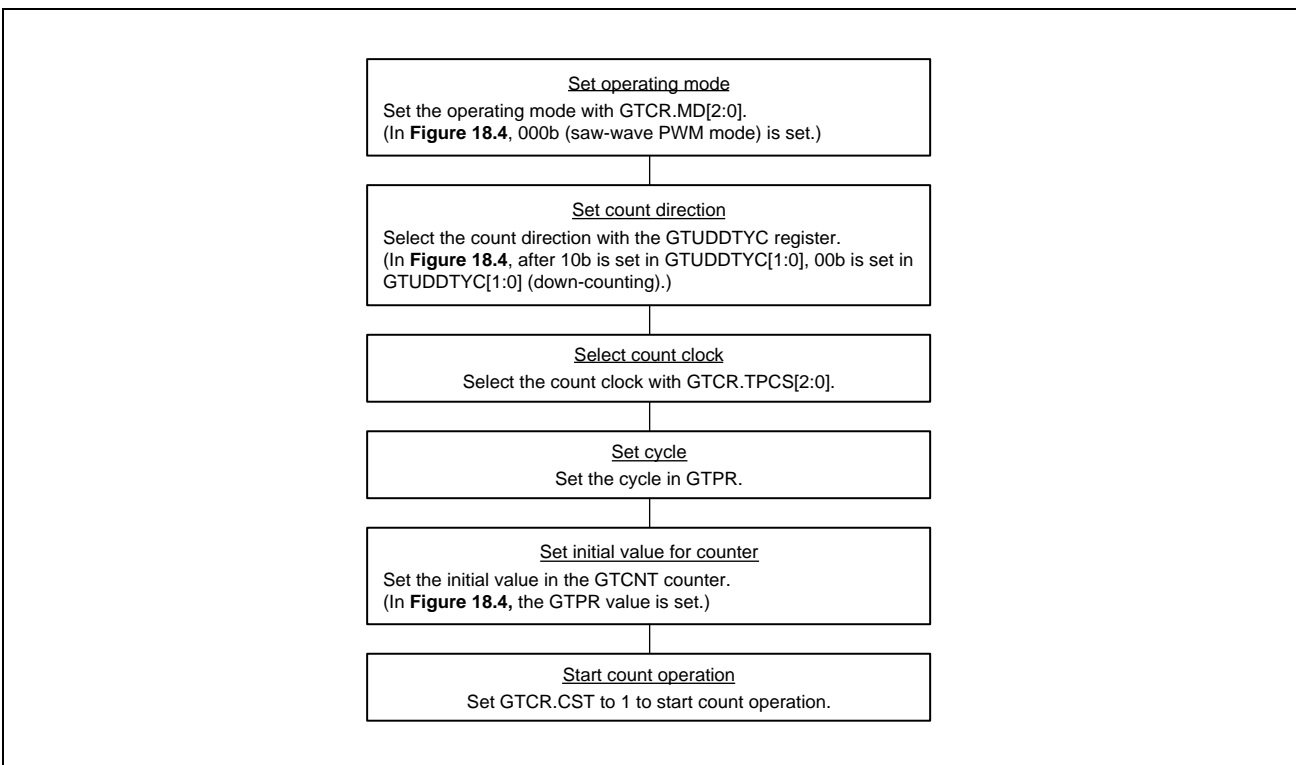 Set operating mode
Set the operating mode with GTCR.MD[2:0].
(In Figure 18.4, 000b (saw-wave PWM mode) is set.)
Set count direction
Select the count direction with the GTUDDTYC register.
(In Figure 18.4, after 10b is set in GTUDDTYC[1:0], 00b is set in
GTUDDTYC[1:0] (down-counting).)
Select count clock
Select the count clock with GTCR.TPCS[2:0].
Set cycle
Set the cycle in GTPR.
Set initial value for counter
Set the initial value in the GTCNT counter.
(In Figure 18.4, the GTPR value is set.)
Start count operation
Set GTCR.CST to 1 to start count operation.